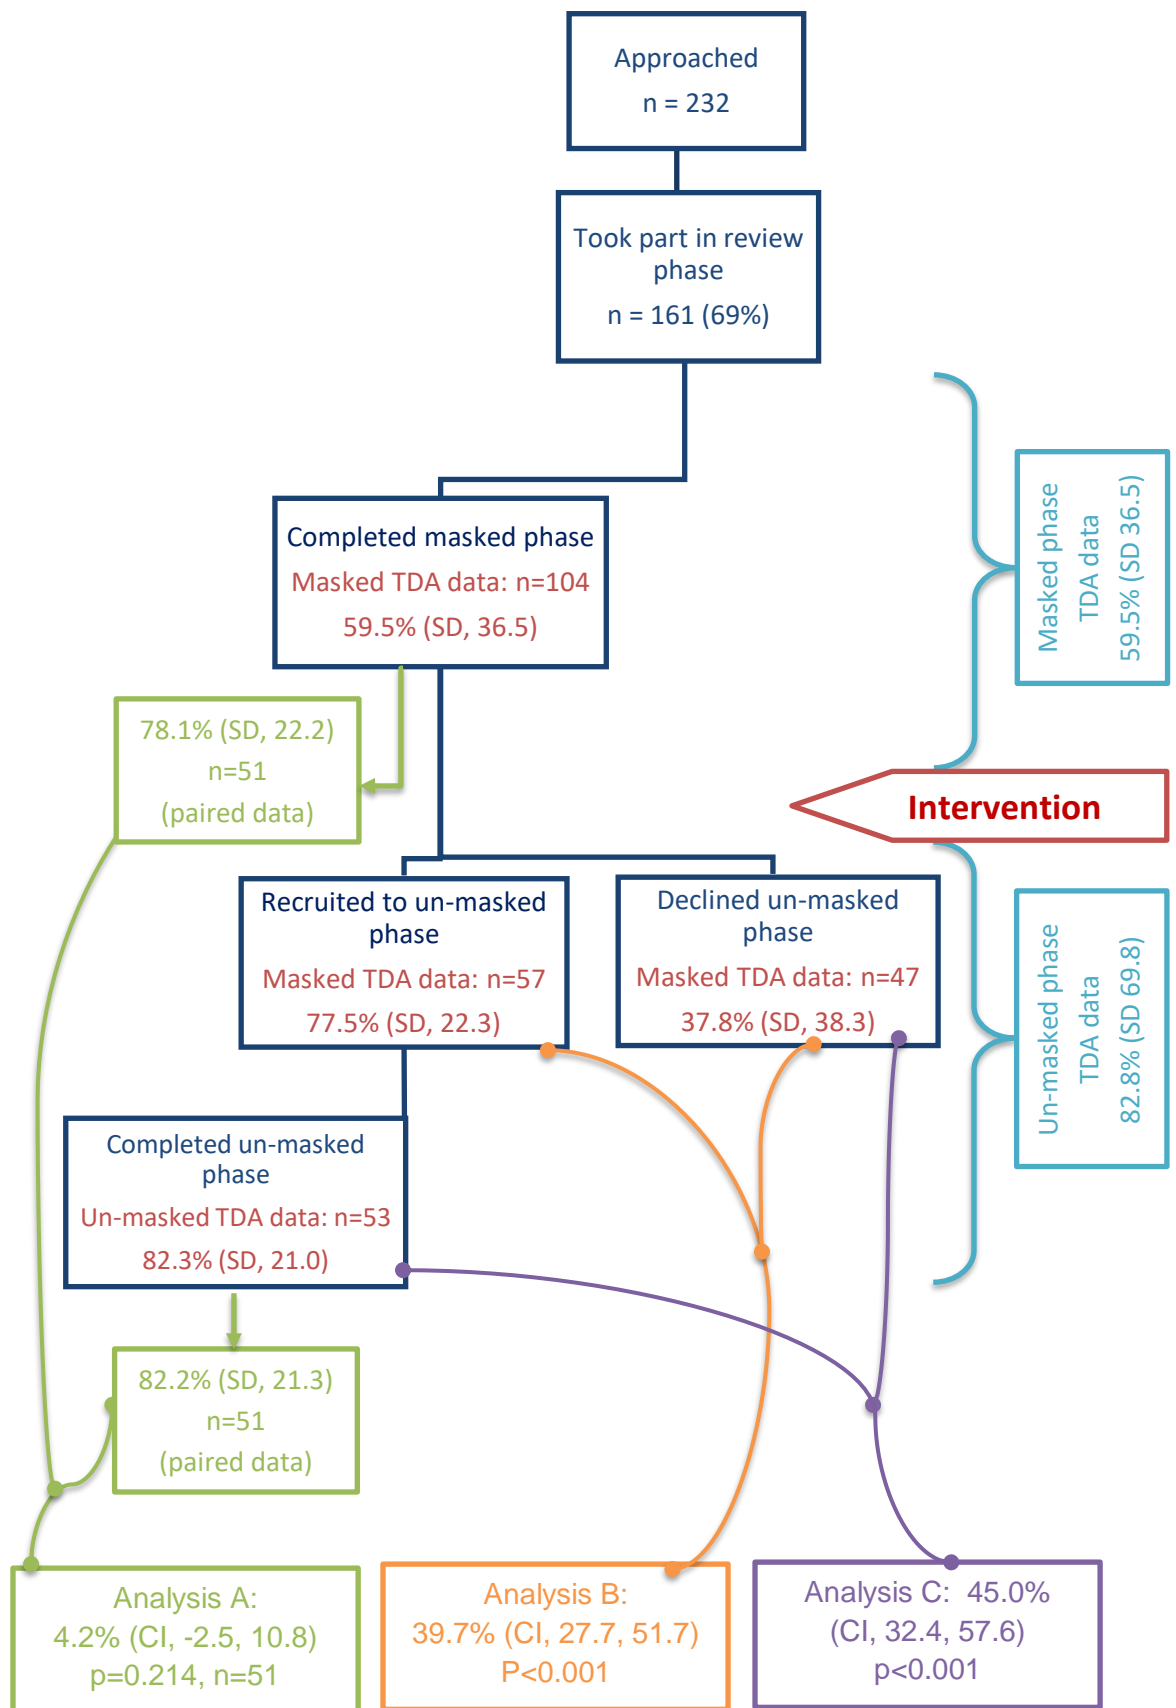 Approached
n = 232
Took part in review
phase
n = 161 (69%)
Masked phase
TDA data
59.5% (SD 36.5)
Completed masked phase
Masked TDA data: n=104
59.5% (SD, 36.5)
78.1% (SD, 22.2)
n=51
(paired data)
Intervention
Recruited to un-masked
phase
Masked TDA data: n=57
77.5% (SD, 22.3)
Declined un-masked
phase
Masked TDA data: n=47
37.8% (SD, 38.3)
Un-masked phase
TDA data
82.8% (SD 69.8)
Completed un-masked
phase
Un-masked TDA data: n=53
82.3% (SD, 21.0)
82.2% (SD, 21.3)
n=51
(paired data)
Analysis A:
4.2% (CI, -2.5, 10.8)
p=0.214, n=51
Analysis B:
39.7% (CI, 27.7, 51.7)
P<0.001
Analysis C:  45.0%
(CI, 32.4, 57.6)
p<0.001